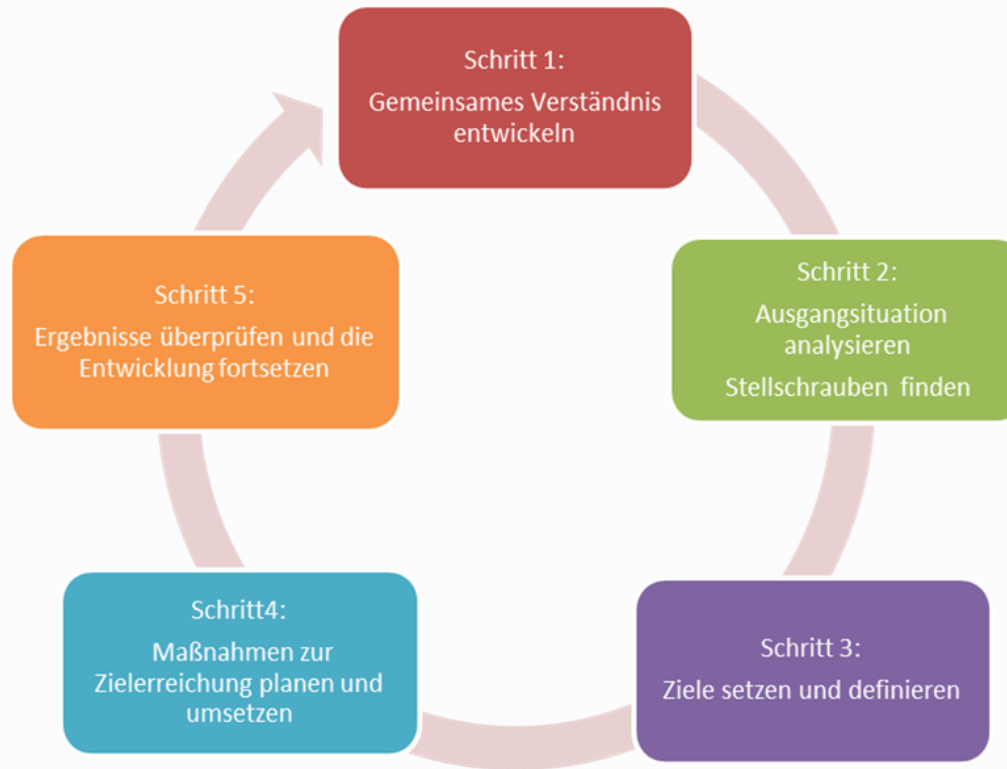 Schritt 1:
Gemeinsames Verständnis
entwickeln
Schritt 2:
Ausgangsituation
analysieren
Stellschrauben finden
Schritt 3:
Ziele setzen und definieren
Schritt4:
Maßnahmen zur
Zielerreichung planen und
umsetzen
Schritt 5:
Ergebnisse überprüfen und die
Entwicklung fortsetzen